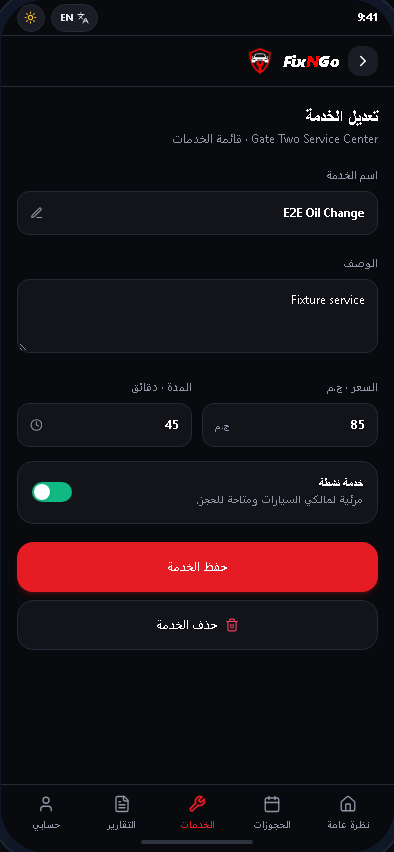 9:41
EN
FixNGo
تعديل الخدمة
Gate Two Service Center · قائمة الخدمات
اسم الخدمة
E2E Oil Change
الوصف
Fixture service
السعر · ج.م
المدة · دقائق
85 ج.م
45
خدمة نشطة
مرئية لمالكي السيارات ومتاحة للحجز.
حفظ الخدمة
حذف الخدمة
نظرة عامة
الحجوزات
الخدمات
التقارير
حسابي